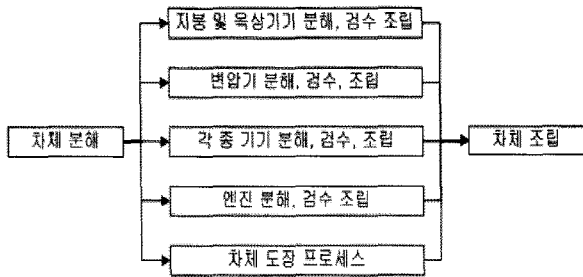 지붕 및 옥상기기 분해, 검수 조립
변압기 분해, 검수, 조립
차체 분해
각 종 기기 분해, 검수, 조립
차체 조립
엔진 분해, 검수 조립
차체 도장 프로세스